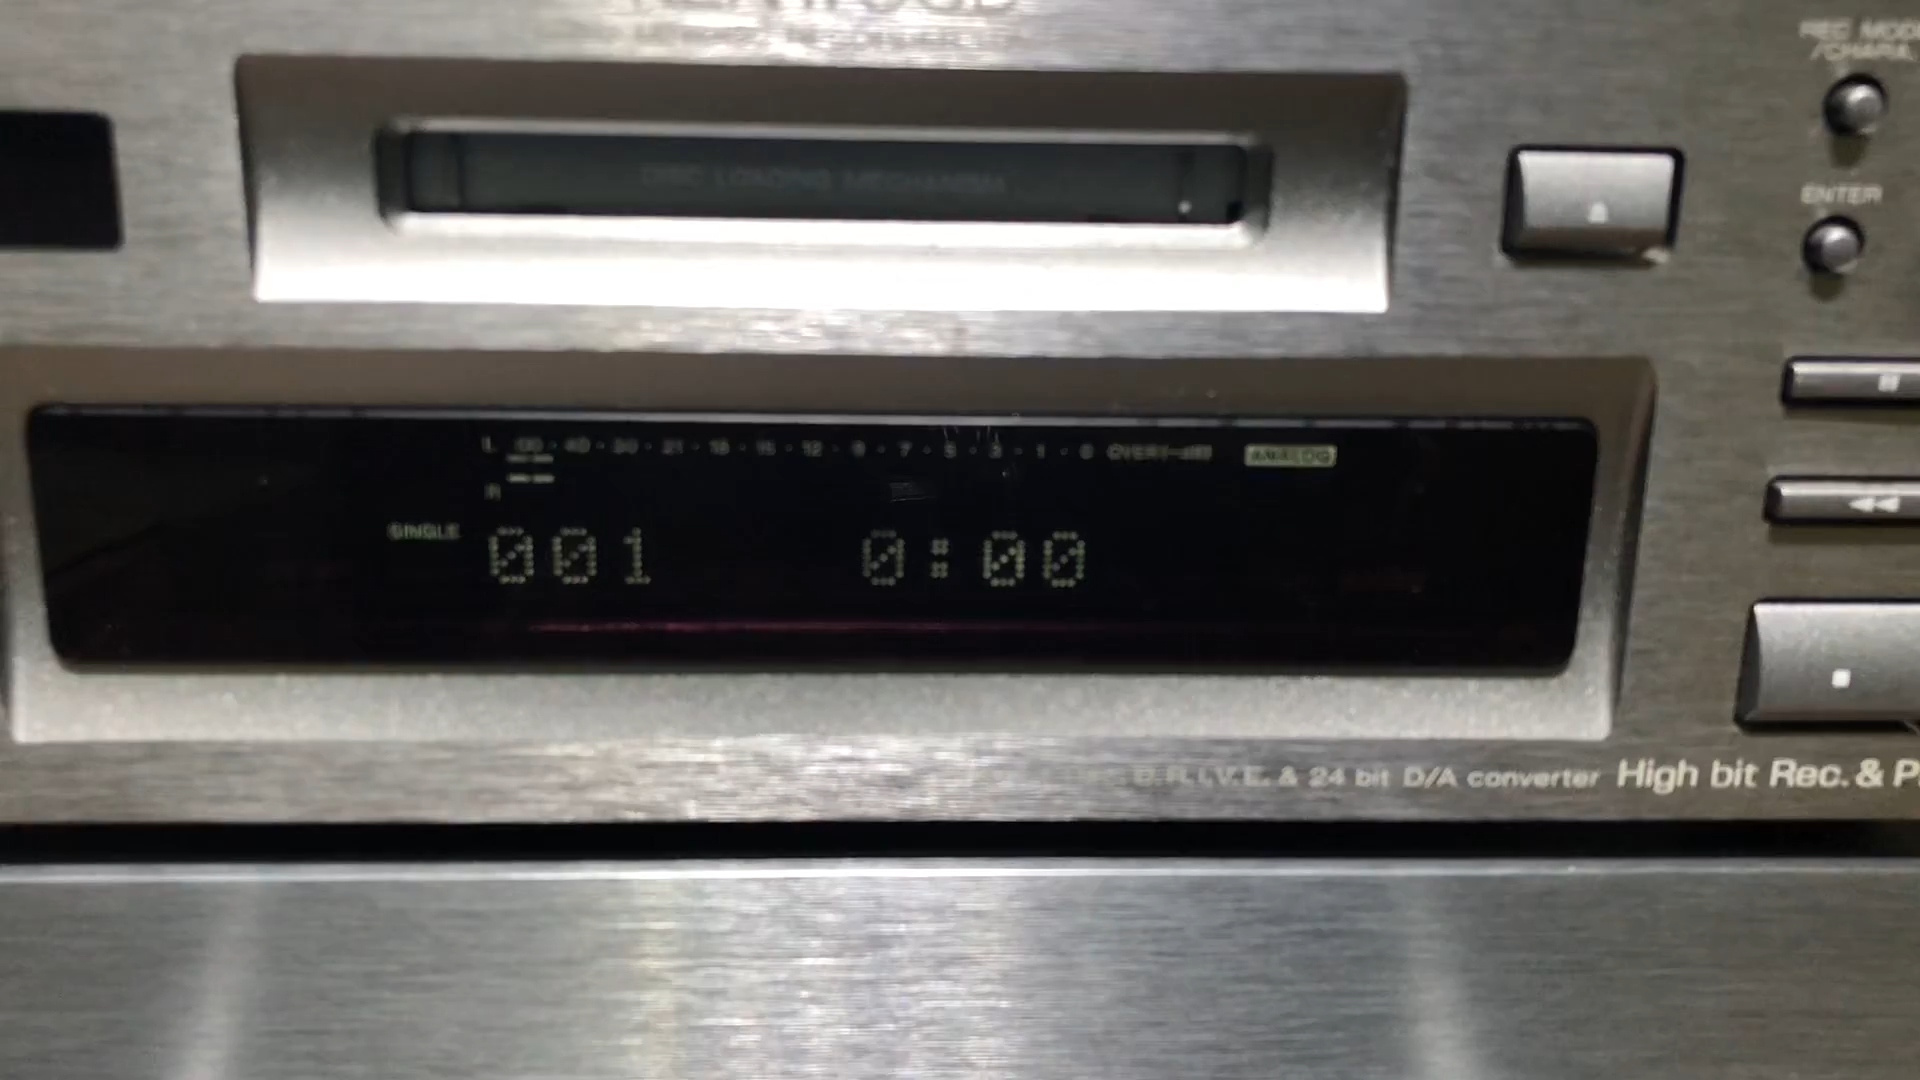 REC MODE
/CHARA.
DISC LOADING MECHANISM
ENTER
L ∞ · 40 · 30 · 21 · 18 · 15 · 12 · 9 · 7 · 5 · 3 · 1 · 0 OVER(-dB) ANALOG
R
SINGLE 001 0:00
D.R.I.V.E. & 24 bit D/A converter High bit Rec. & P